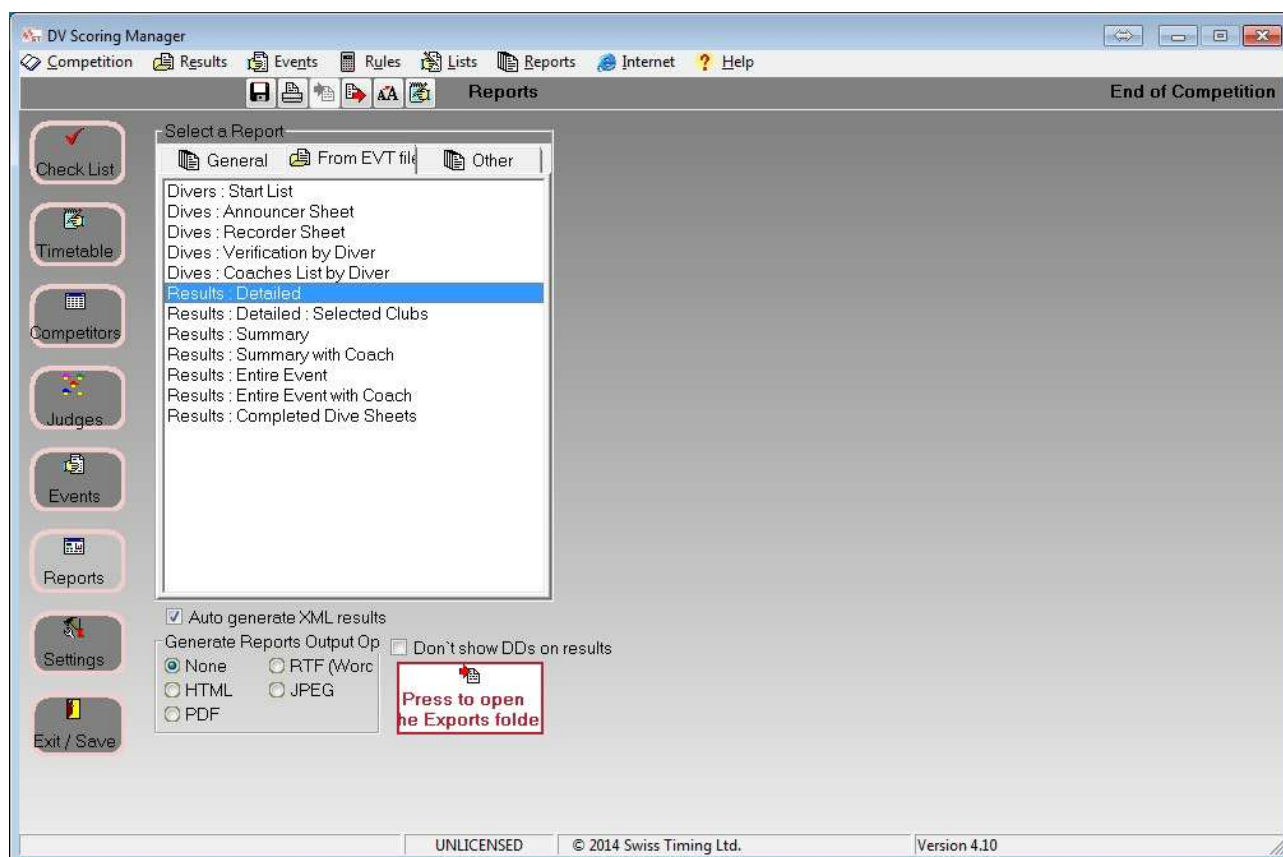 DV Scoring Manager
Competition Results Events Rules Lists Reports Internet ? Help
Reports End of Competition
Check List
Timetable
Competitors
Judges
Events
Reports
Settings
Exit / Save
Select a Report
General From EVT file Other
Divers : Start List
Dives : Announcer Sheet
Dives : Recorder Sheet
Dives : Verification by Diver
Dives : Coaches List by Diver
Results : Detailed
Results : Detailed : Selected Clubs
Results : Summary
Results : Summary with Coach
Results : Entire Event
Results : Entire Event with Coach
Results : Completed Dive Sheets
Auto generate XML results
Generate Reports Output Op
None RTF (Worc
HTML JPEG
PDF
Don`t show DDs on results
Press to open
he Exports folde
UNLICENSED © 2014 Swiss Timing Ltd. Version 4.10